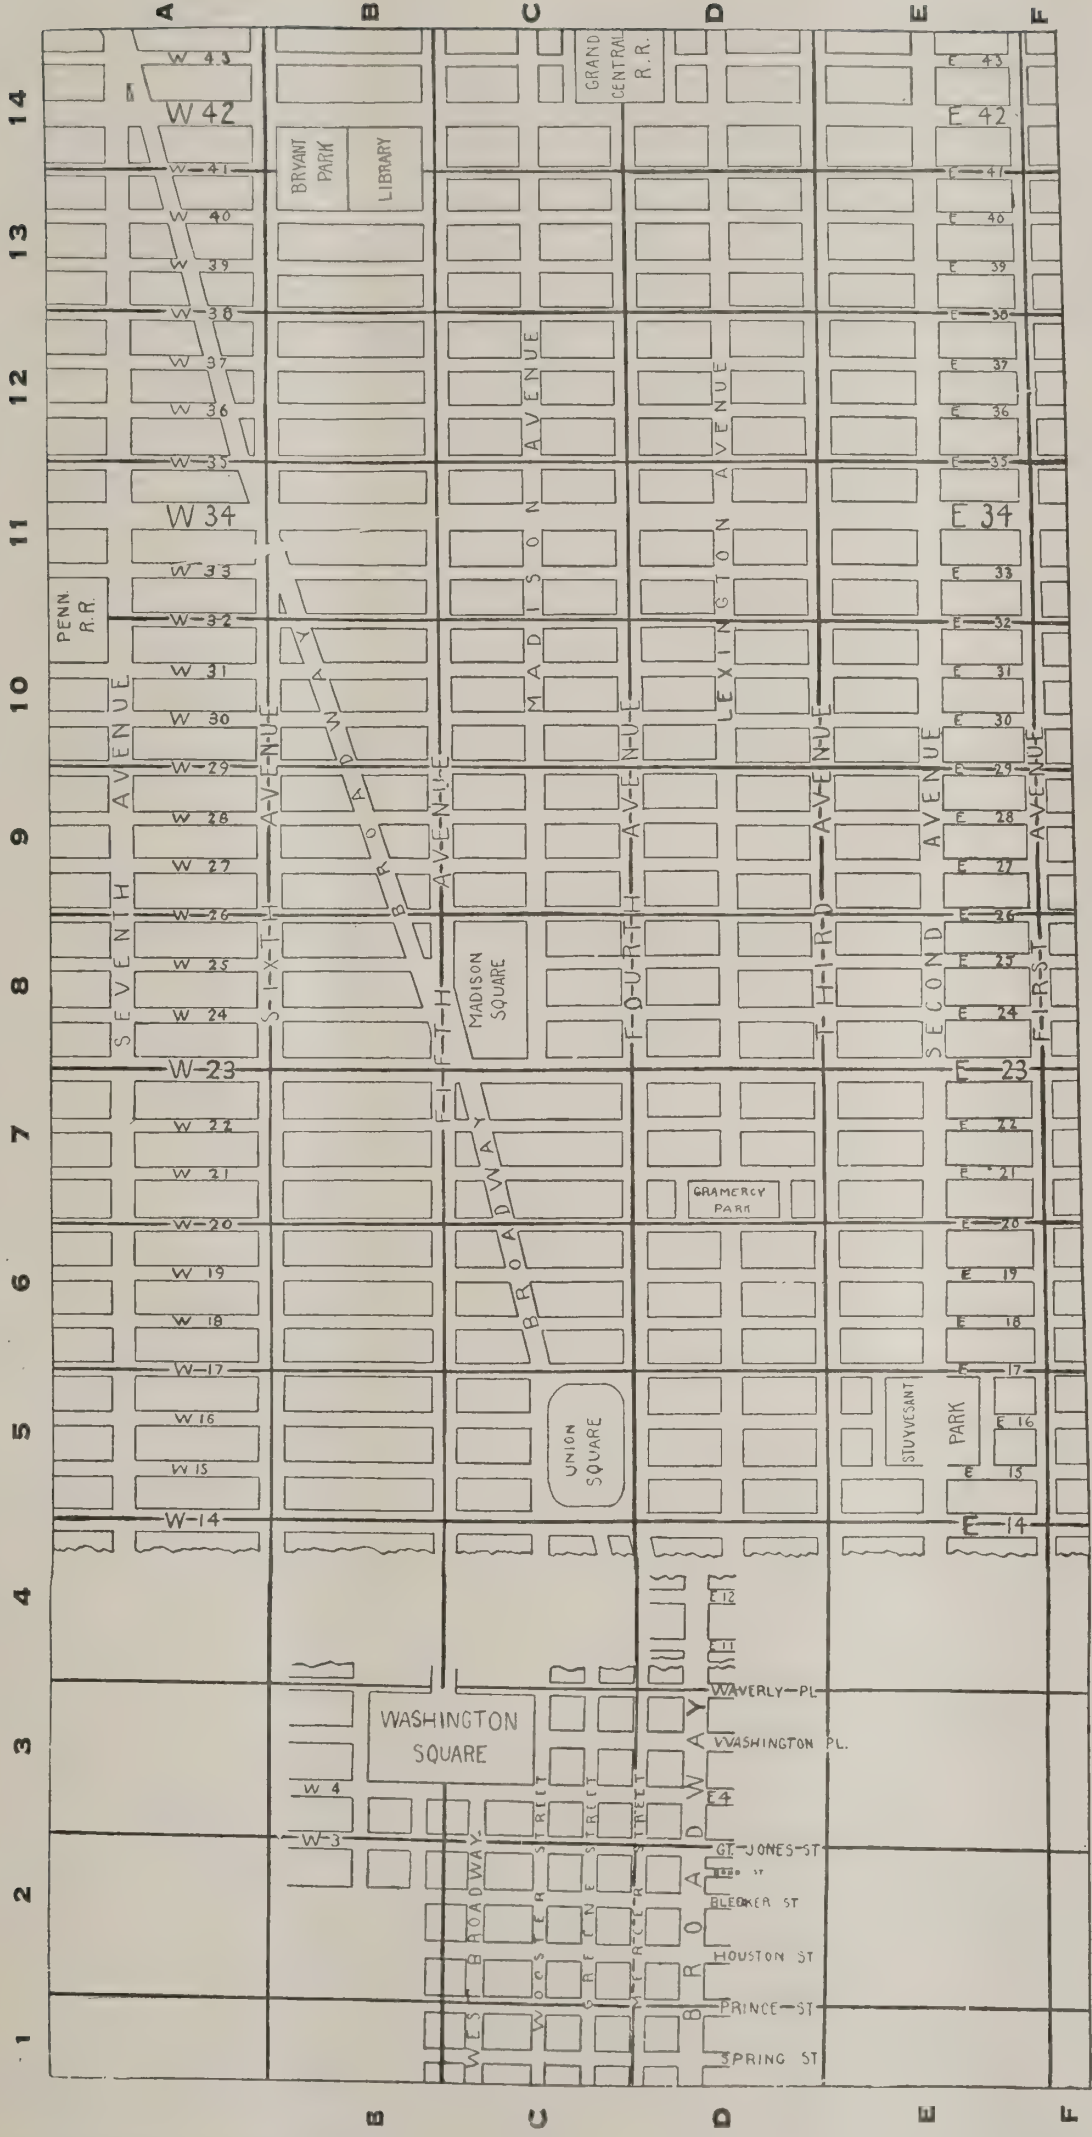 A
B
C
D
E
F
14
13
12
11
10
9
8
7
6
5
4
3
2
1
B
C
D
E
F
W 43
W 42
W 41
W 40
W 39
W 38
W 37
W 36
W 35
W 34
W 33
W 32
W 31
W 30
W 29
W 28
W 27
W 26
W 25
W 24
W 23
W 22
W 21
W 20
W 19
W 18
W 17
W 16
W 15
W 14
W 4
W 3
E 43
E 42
E 41
E 40
E 39
E 38
E 37
E 36
E 35
E 34
E 33
E 32
E 31
E 30
E 29
E 28
E 27
E 26
E 25
E 24
E 23
E 22
E 21
E 20
E 19
E 18
E 17
E 16
E 15
E 14
E 12
E 11
WAVERLY PL
WASHINGTON PL.
E4
GT. JONES ST
BLEEKER ST
HOUSTON ST
PRINCE ST
SPRING ST
SEVENTH AVENUE
SIXTH AVENUE
BROADWAY
FIFTH AVENUE
MADISON AVENUE
FOURTH AVENUE
LEXINGTON AVENUE
THIRD AVENUE
SECOND AVENUE
FIRST AVENUE
BROADWAY
WEST BROADWAY
WOOSTER STREET
GREENE STREET
MERCER STREET
BROADWAY
GRAND
CENTRAL
R.R.
BRYANT
PARK
LIBRARY
PENN.
R.R.
MADISON
SQUARE
GRAMERCY
PARK
UNION
SQUARE
STUYVESANT
PARK
WASHINGTON
SQUARE